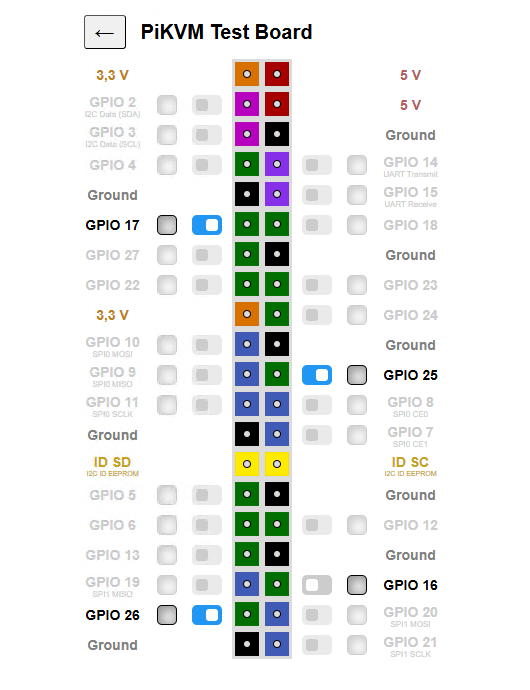 ← PiKVM Test Board
3,3 V 5 V
GPIO 2 5 V
I2C Data (SDA)
GPIO 3 Ground
I2C Data (SCL)
GPIO 4 GPIO 14
UART Transmit
Ground GPIO 15
UART Receive
GPIO 17 GPIO 18
GPIO 27 Ground
GPIO 22 GPIO 23
3,3 V GPIO 24
GPIO 10 Ground
SPI0 MOSI
GPIO 9 GPIO 25
SPI0 MISO
GPIO 11 GPIO 8
SPI0 SCLK SPI0 CE0
Ground GPIO 7
SPI0 CE1
ID SD ID SC
I2C ID EEPROM I2C ID EEPROM
GPIO 5 Ground
GPIO 6 GPIO 12
GPIO 13 Ground
GPIO 19 GPIO 16
SPI1 MISO
GPIO 26 GPIO 20
SPI1 MOSI
Ground GPIO 21
SPI1 SCLK